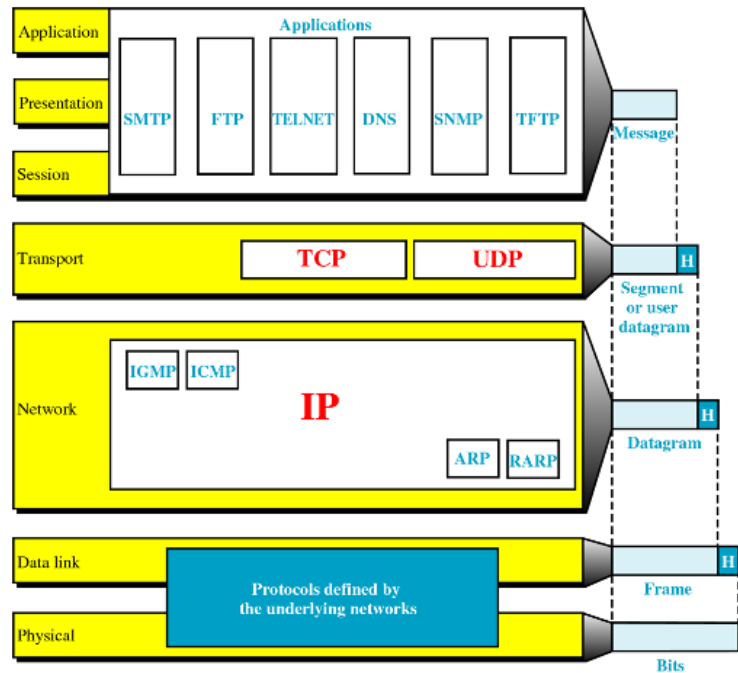 Application
Applications
Presentation
SMTP
FTP
TELNET
DNS
SNMP
TFTP
Message
Session
Transport
TCP
UDP
H
Segment
or user
datagram
IGMP
ICMP
Network
IP
H
Datagram
ARP
RARP
Data link
H
Protocols defined by
the underlying networks
Frame
Physical
Bits